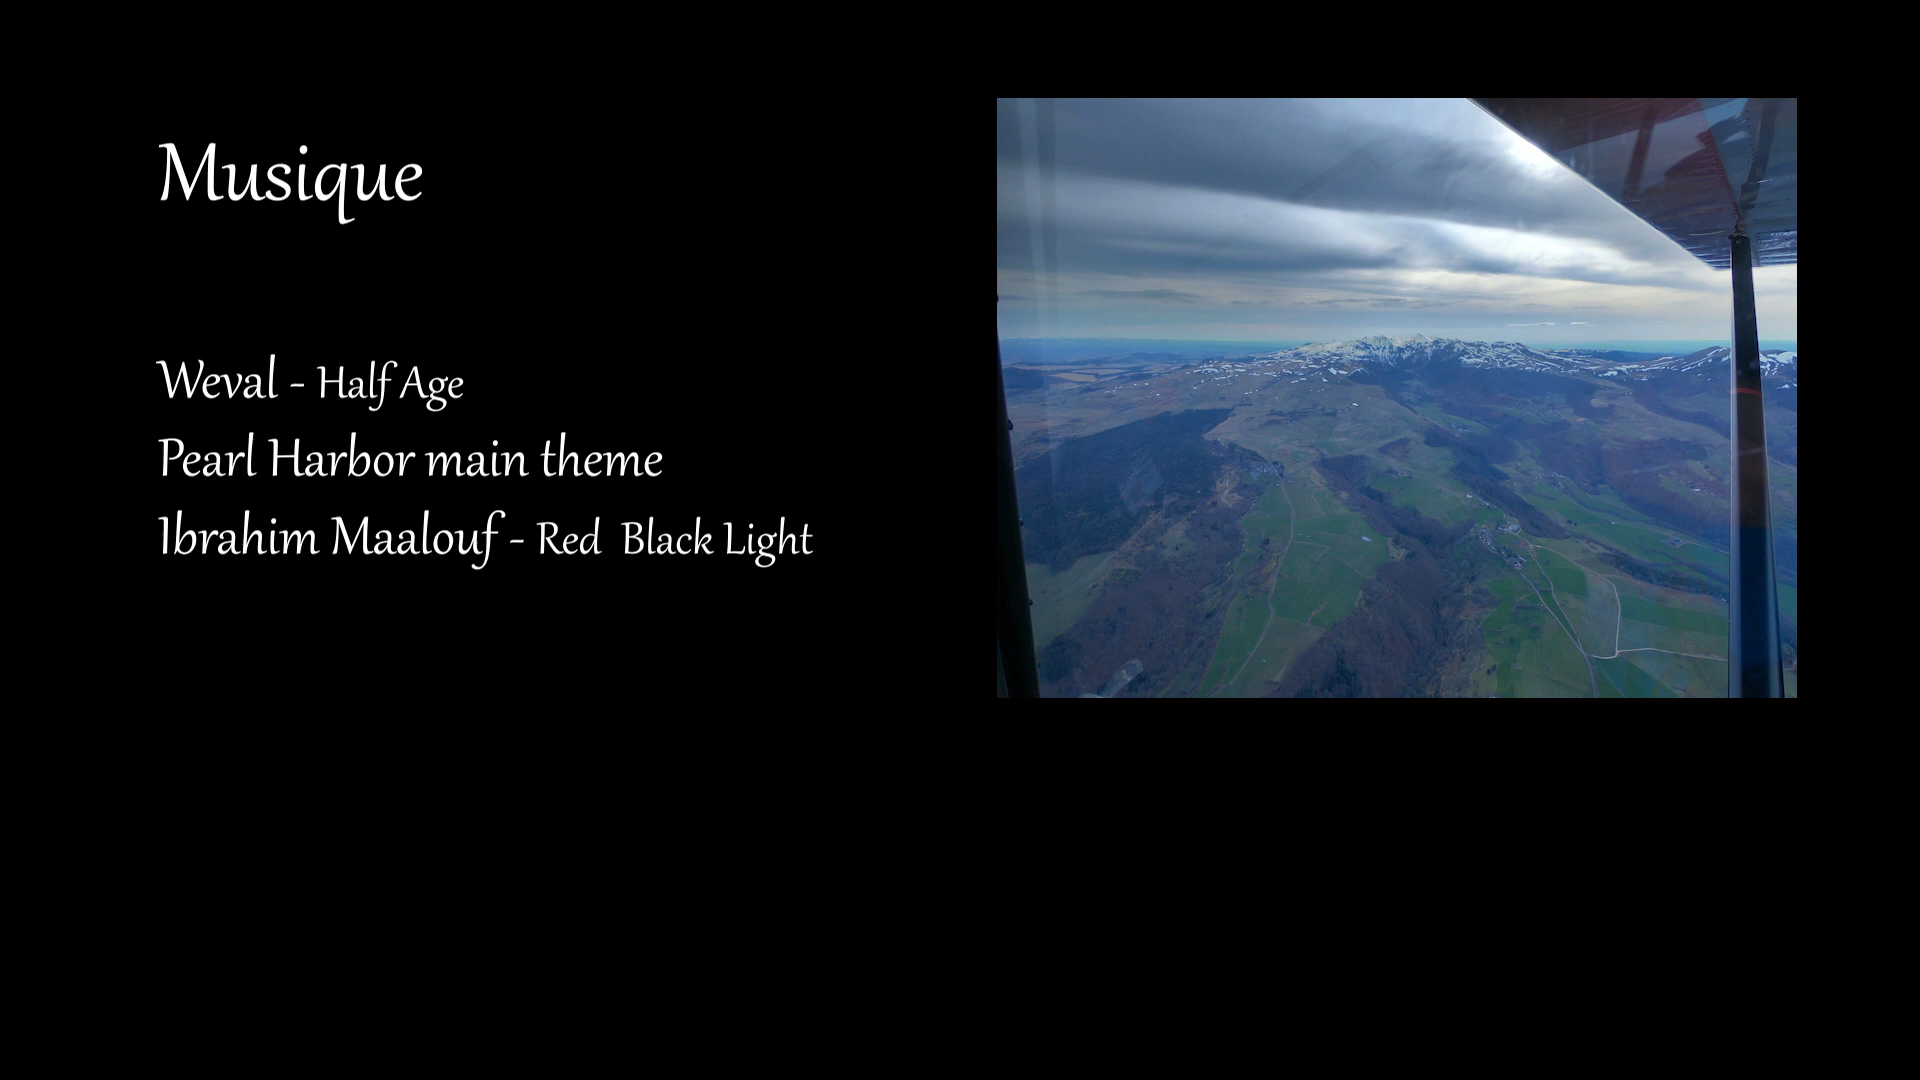 Musique
Weval - Half Age
Pearl Harbor main theme
Ibrahim Maalouf - Red  Black Light